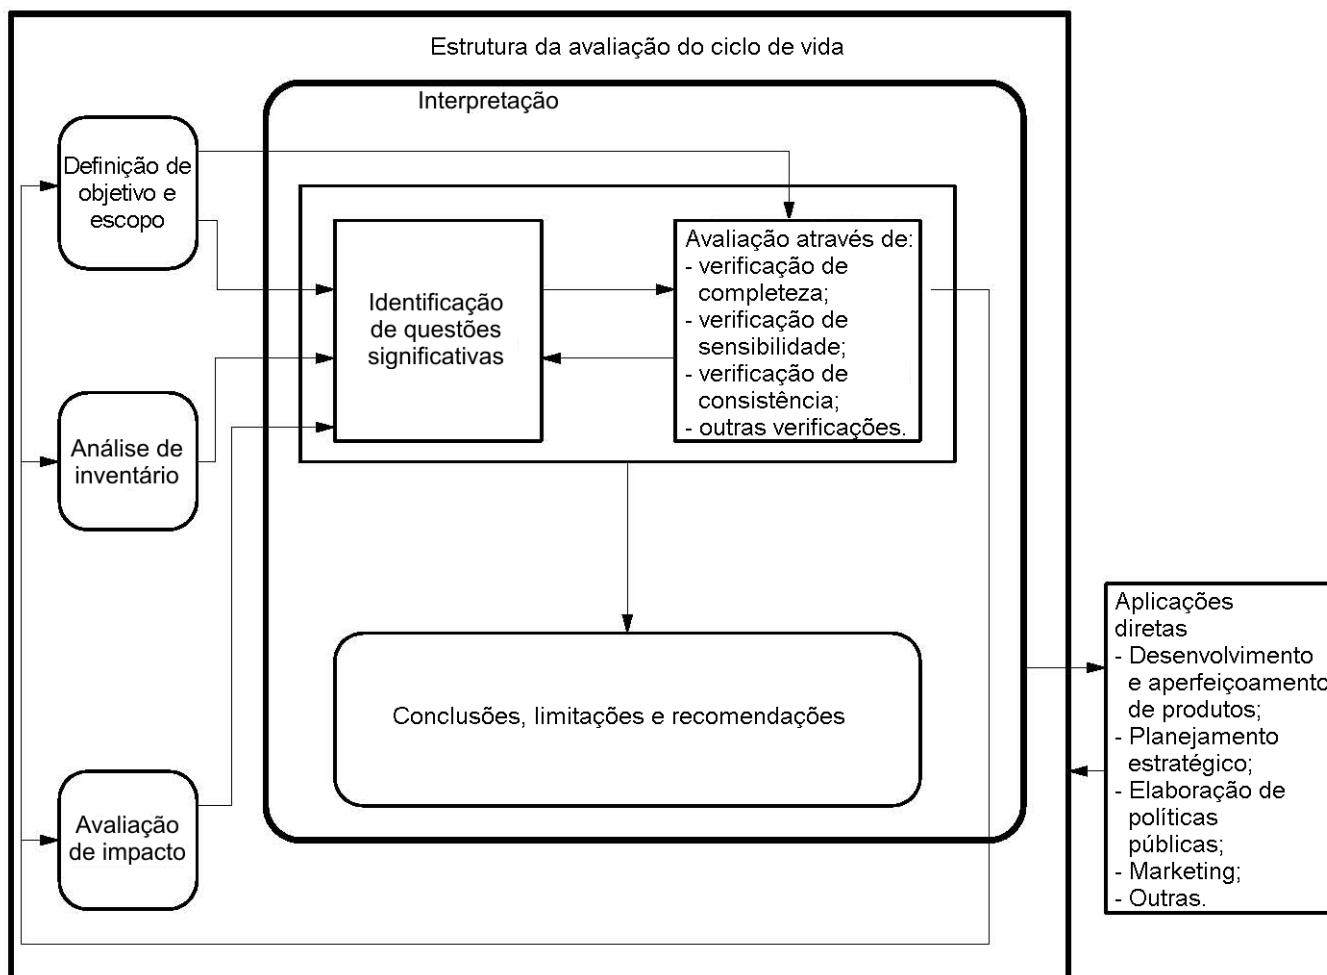 Estrutura da avaliação do ciclo de vida
Interpretação
Definição de
objetivo e
escopo
Identificação
de questões
significativas
Avaliação através de:
- verificação de
completeza;
- verificação de
sensibilidade;
- verificação de
consistência;
- outras verificações.
Análise de
inventário
Conclusões, limitações e recomendações
Avaliação
de impacto
Aplicações
diretas
- Desenvolvimento
e aperfeiçoamento
de produtos;
- Planejamento
estratégico;
- Elaboração de
políticas
públicas;
- Marketing;
- Outras.